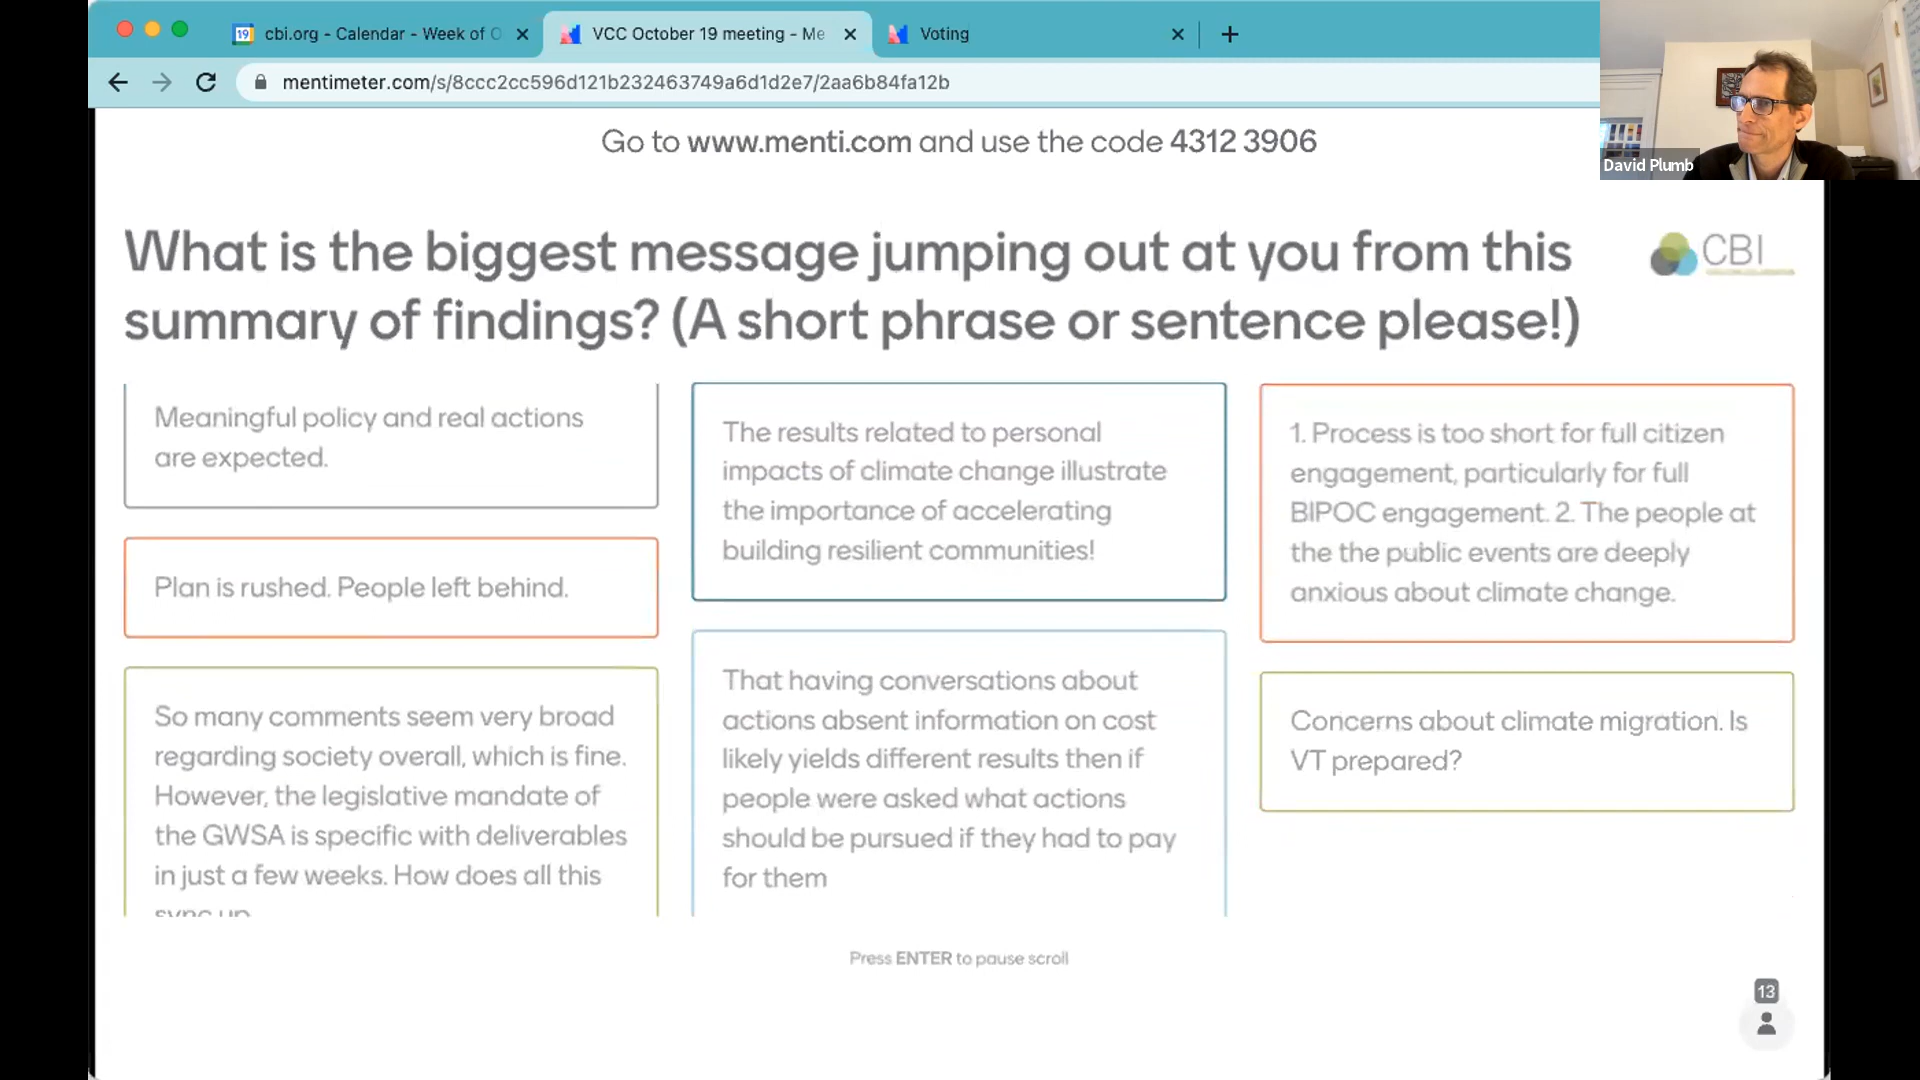 19
cbi.org - Calendar - Week of O
VCC October 19 meeting - Me
Voting
mentimeter.com/s/8ccc2cc596d121b232463749a6d1d2e7/2aa6b84fa12b
David Plumb
Go to www.menti.com and use the code 4312 3906
What is the biggest message jumping out at you from this
summary of findings? (A short phrase or sentence please!)
CBI
Meaningful policy and real actions
are expected.
Plan is rushed. People left behind.
So many comments seem very broad
regarding society overall, which is fine.
However, the legislative mandate of
the GWSA is specific with deliverables
in just a few weeks. How does all this
sync up
The results related to personal
impacts of climate change illustrate
the importance of accelerating
building resilient communities!
That having conversations about
actions absent information on cost
likely yields different results then if
people were asked what actions
should be pursued if they had to pay
for them
1. Process is too short for full citizen
engagement, particularly for full
BIPOC engagement. 2. The people at
the the public events are deeply
anxious about climate change.
Concerns about climate migration. Is
VT prepared?
Press ENTER to pause scroll
13